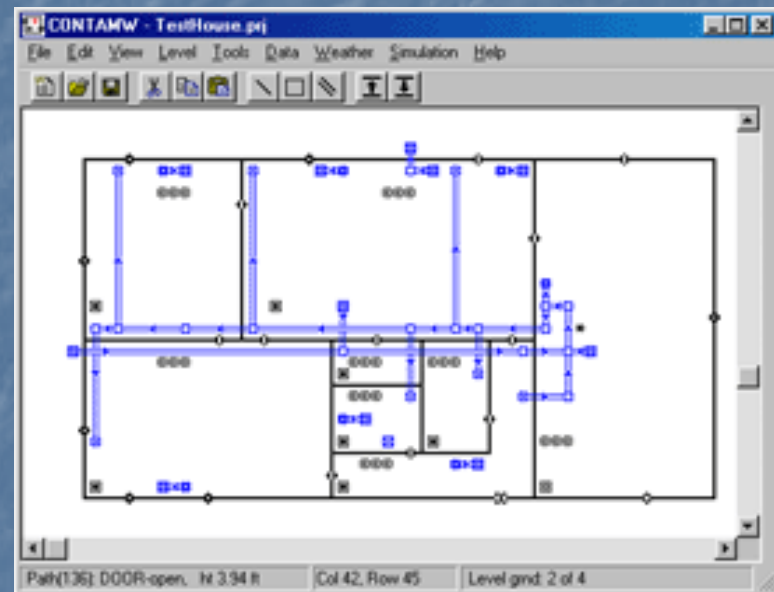 CONTAMW - TestHouse.prj
File Edit View Level Tools Data Weather Simulation Help
Path(136): DOOR-open, ht 3.94 ft Col 42, Row 45 Level grnd: 2 of 4